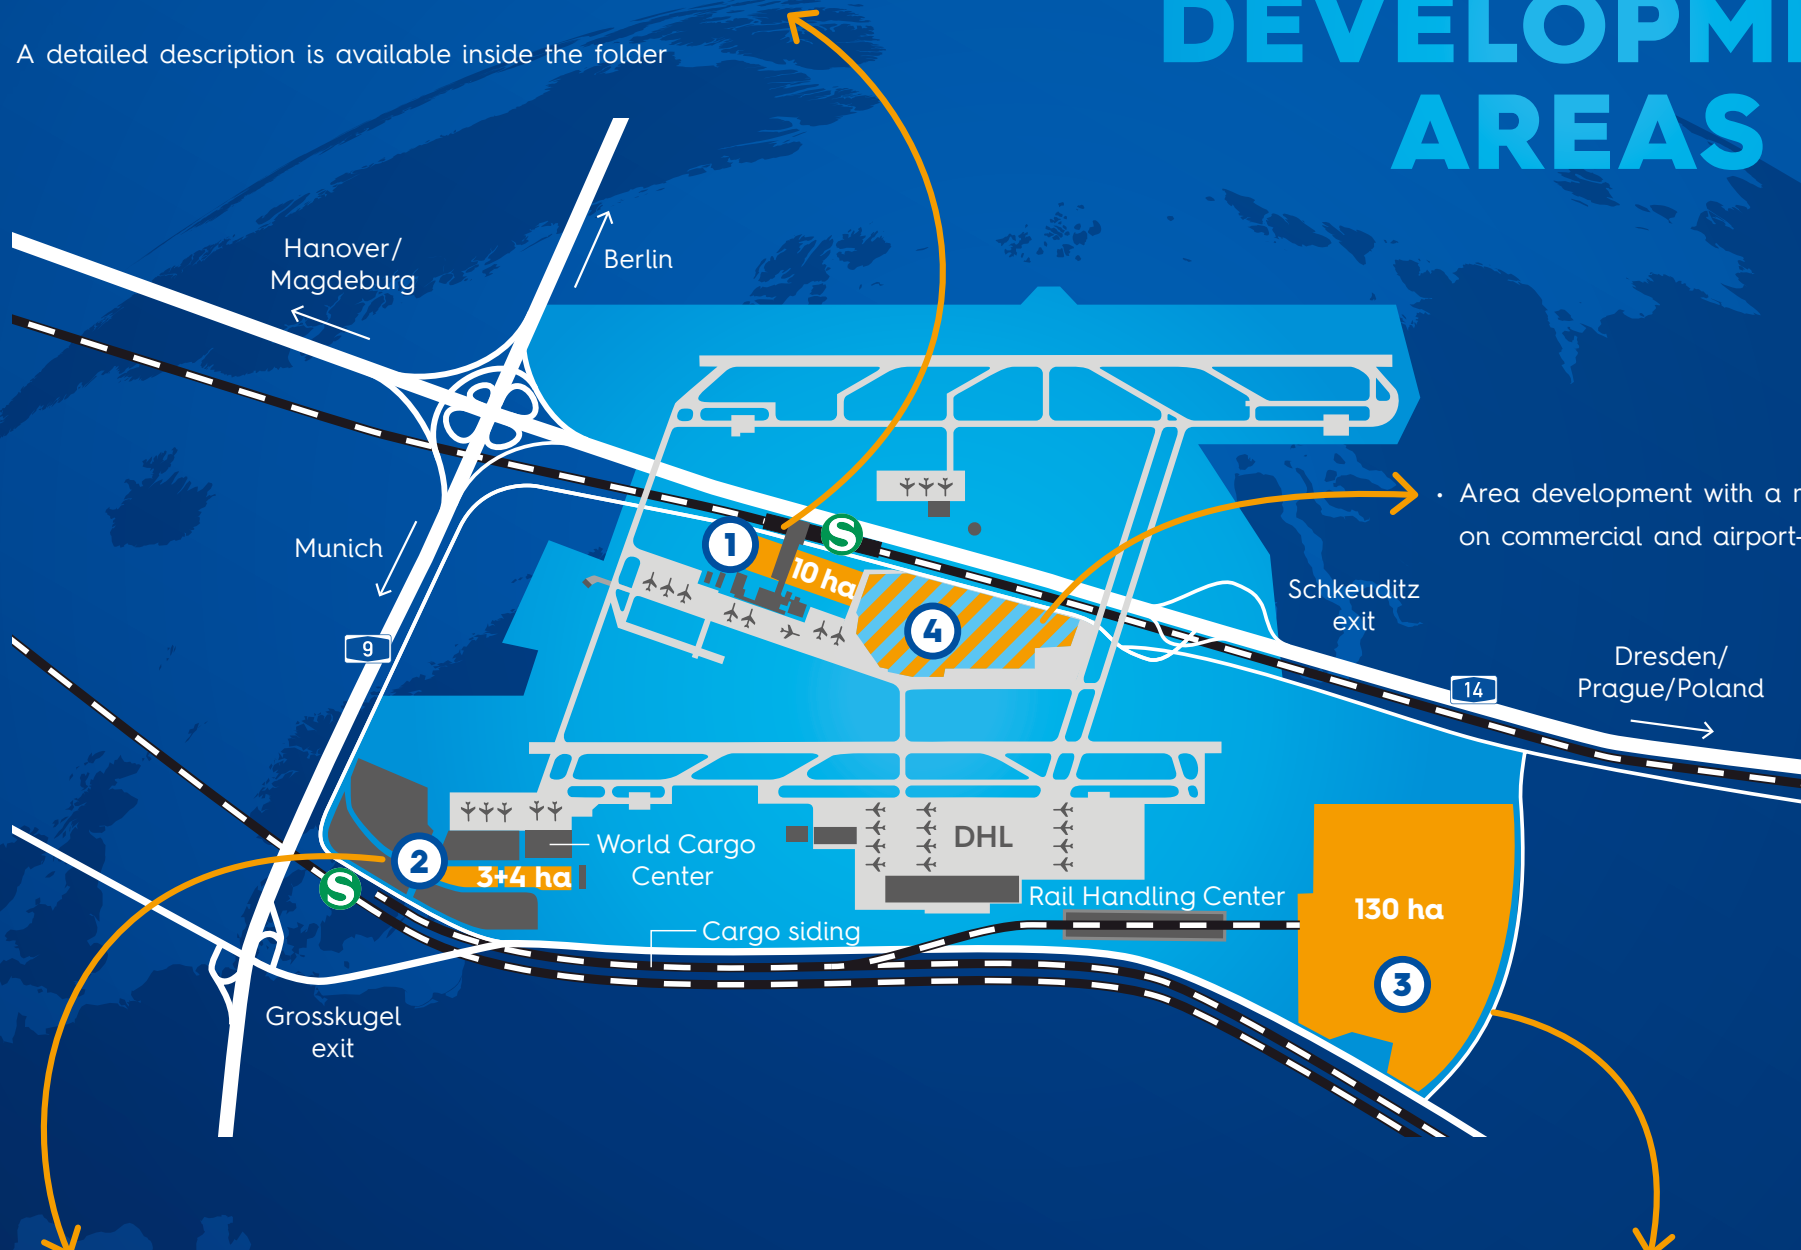 DEVELOPM
AREAS
A detailed description is available inside the folder
Hanover/
Magdeburg
Berlin
Munich
9
1
S
10 ha
4
• Area development with a
on commercial and airport-
Schkeuditz
exit
14
Dresden/
Prague/Poland
2
S
3+4 ha
World Cargo
Center
DHL
Rail Handling Center
Cargo siding
130 ha
3
Grosskugel
exit